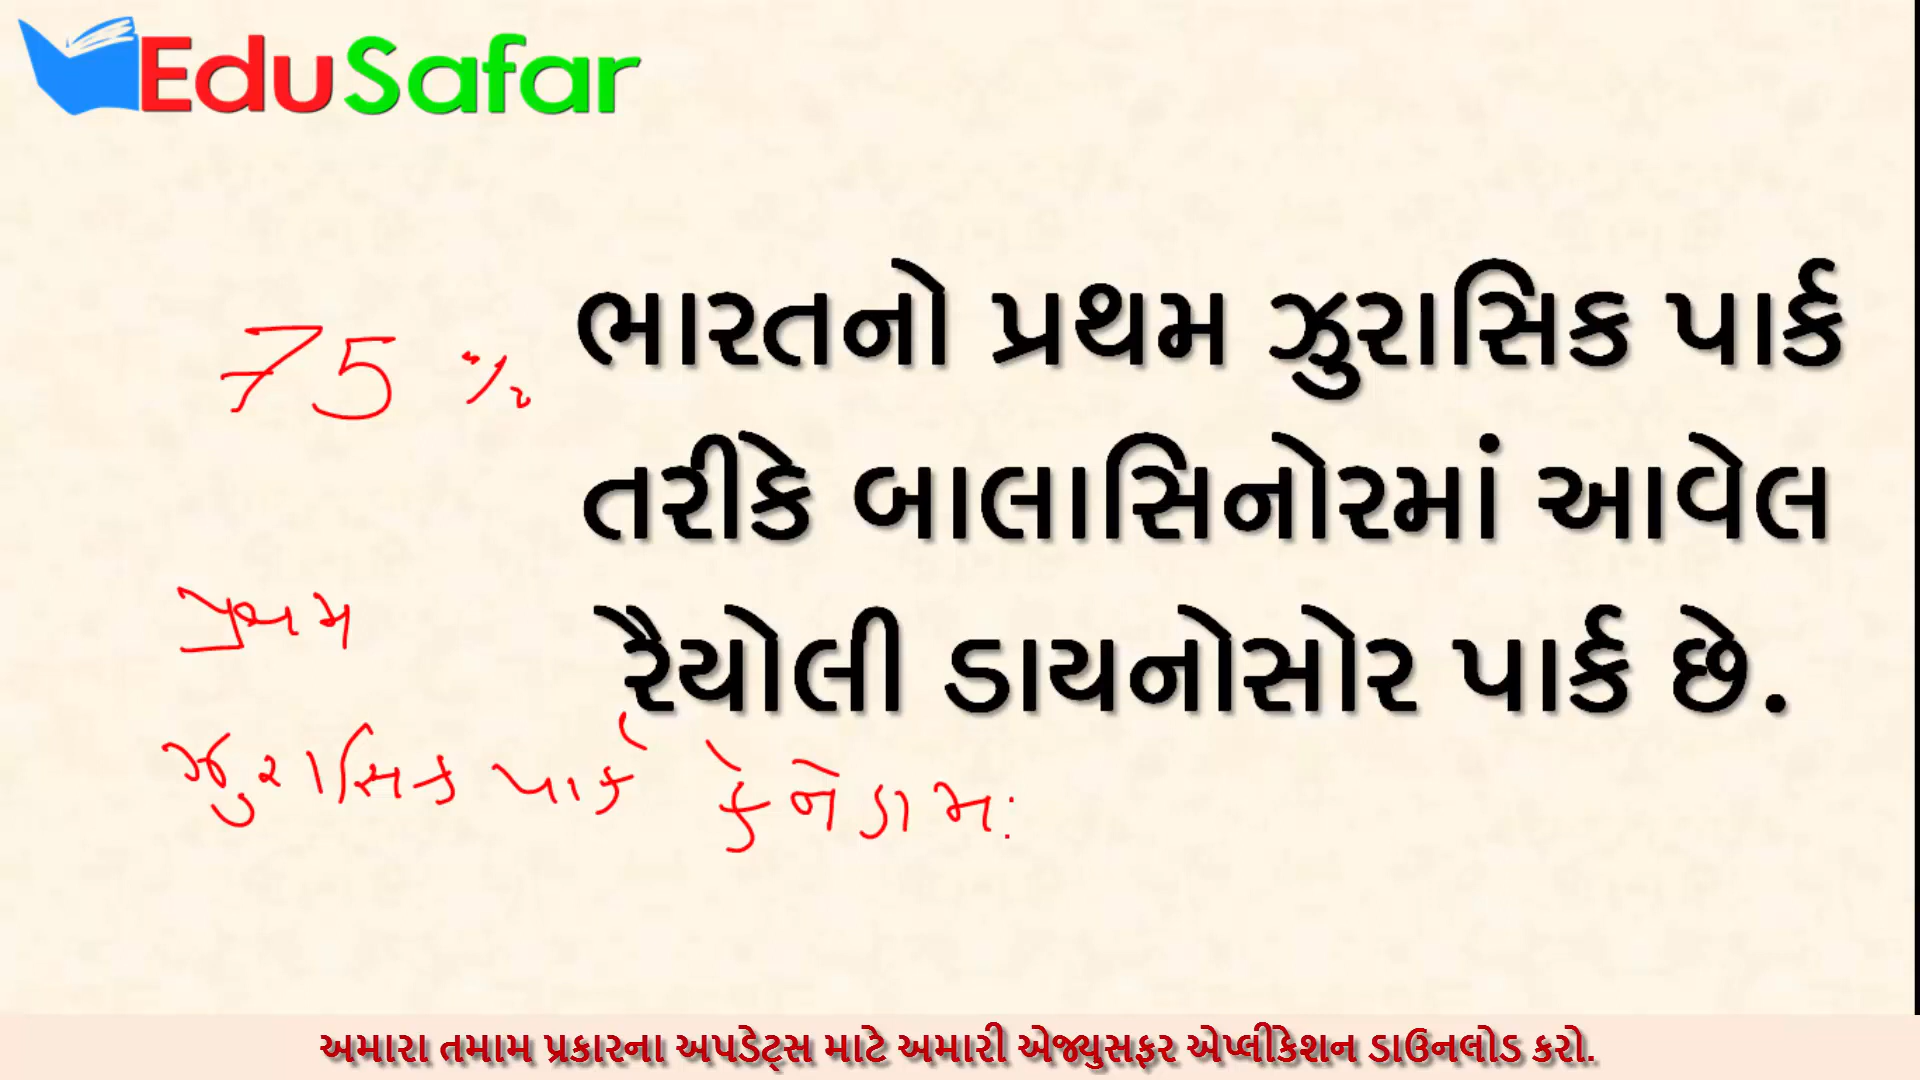 EduSafar
ભારતનો પ્રથમ ઝુરાસિક પાર્ક
તરીકે બાલાસિનોરમાં આવેલ
રૈયોલી ડાયનોસોર પાર્ક છે.
75 %
પ્રથમ
ઝુરાસિક પાર્ક કેનેડામ
અમારા તમામ પ્રકારના અપડેટ્સ માટે અમારી એજ્યુસફર એપ્લીકેશન ડાઉનલોડ કરો.